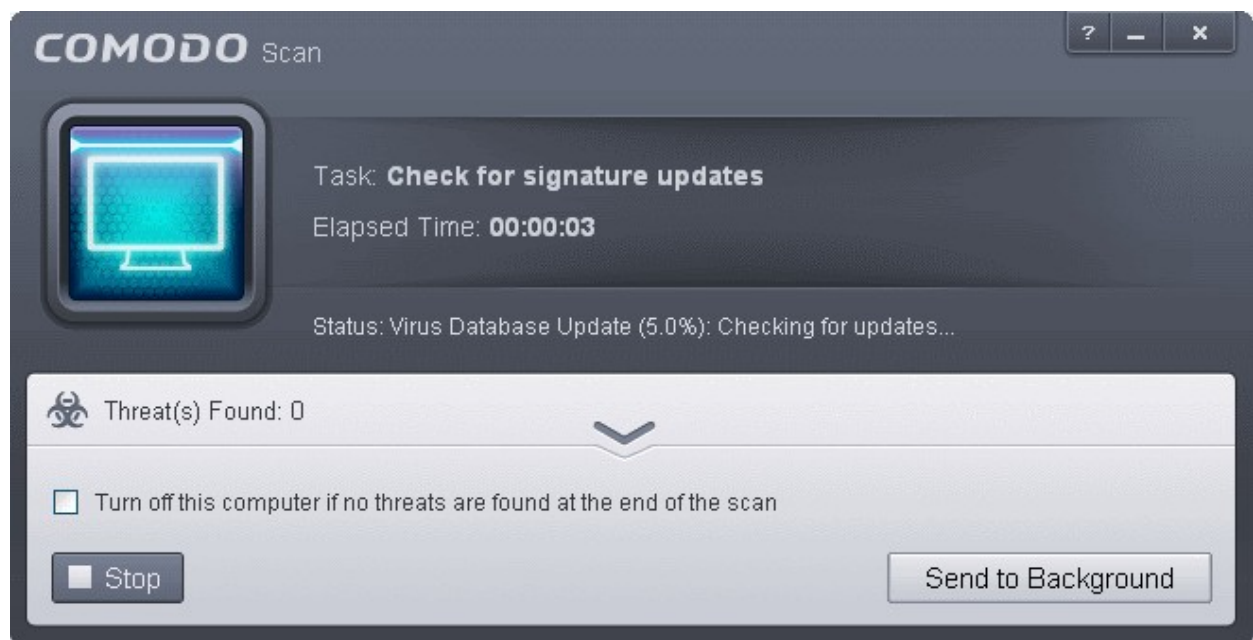 COMODO Scan
?
Task: Check for signature updates
Elapsed Time: 00:00:03
Status: Virus Database Update (5.0%): Checking for updates...
Threat(s) Found: 0
Turn off this computer if no threats are found at the end of the scan
Stop
Send to Background